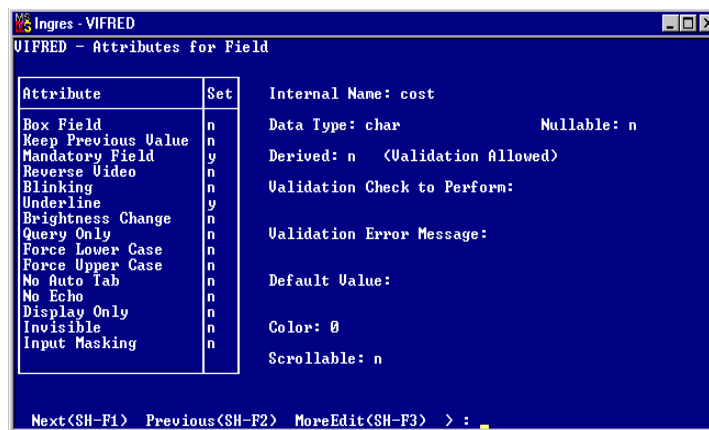 Ingres - VIFRED
VIFRED - Attributes for Field
Attribute Set
Box Field n
Keep Previous Value n
Mandatory Field y
Reverse Video n
Blinking n
Underline y
Brightness Change n
Query Only n
Force Lower Case n
Force Upper Case n
No Auto Tab n
No Echo n
Display Only n
Invisible n
Input Masking n
Internal Name: cost
Data Type: char Nullable: n
Derived: n (Validation Allowed)
Validation Check to Perform:
Validation Error Message:
Default Value:
Color: 0
Scrollable: n
Next(SH-F1) Previous(SH-F2) MoreEdit(SH-F3) > : _